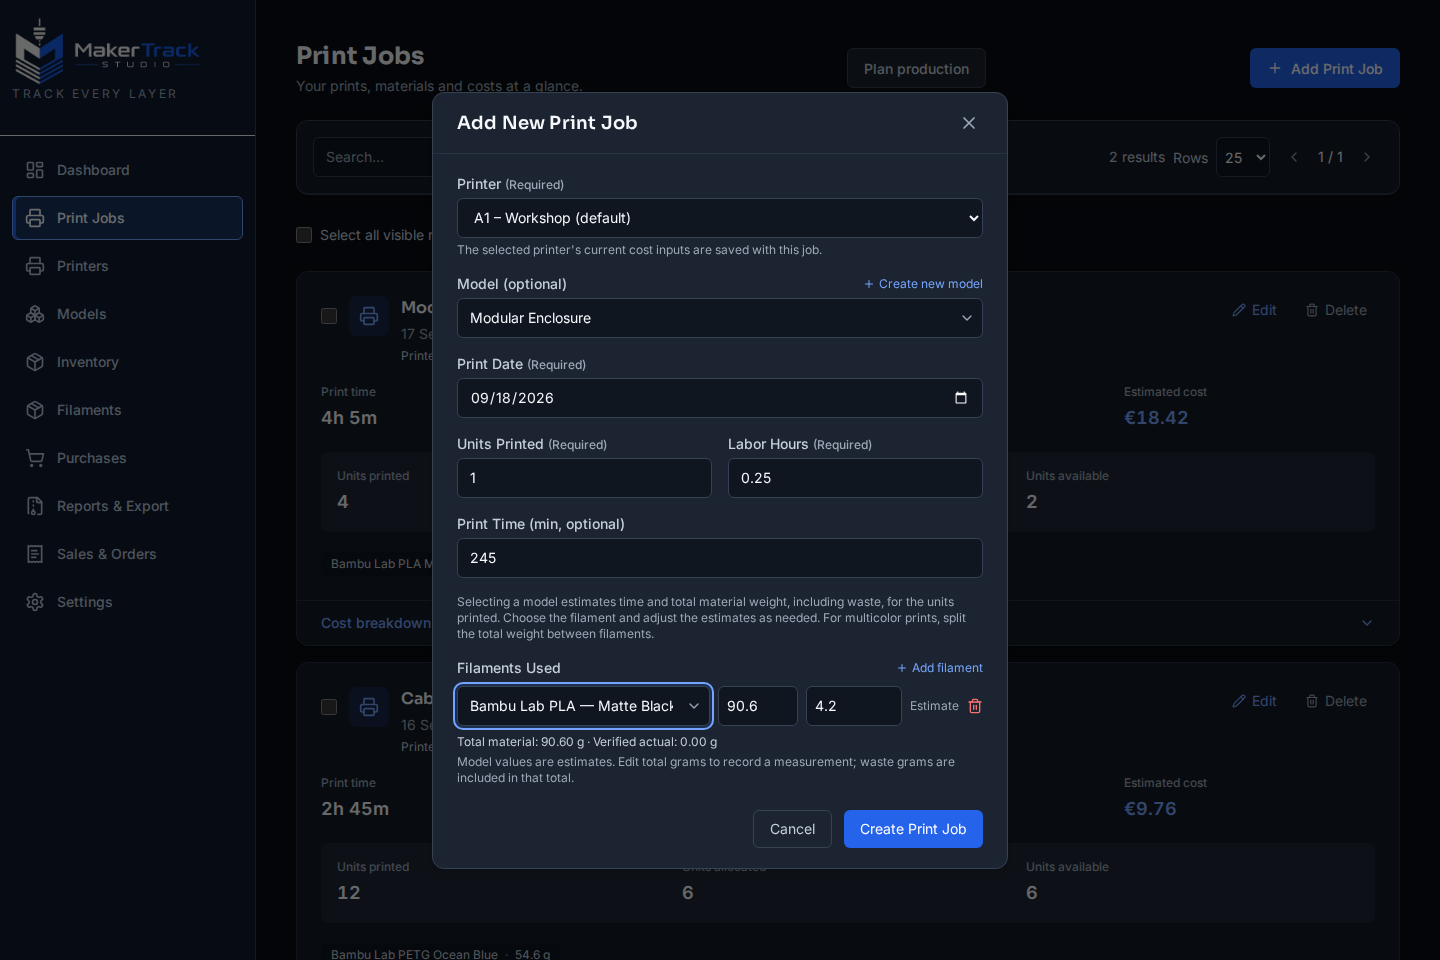 MakerTrack
STUDIO
TRACK EVERY LAYER
Dashboard
Print Jobs
Printers
Models
Inventory
Filaments
Purchases
Reports & Export
Sales & Orders
Settings
Print Jobs
Your prints, materials and costs at a glance.
Plan production
Add Print Job
Search...
2 results Rows 25 1 / 1
Select all visible
17
Edit Delete
Print time
4h 5m
Estimated cost
€18.42
Units printed
4
Units available
2
Bambu Lab PLA
Cost breakdown
16
Edit Delete
Print time
2h 45m
Estimated cost
€9.76
Units printed
12
6
Units available
6
Bambu Lab PETG Ocean Blue · 54.6 g
Add New Print Job
Printer (Required)
A1 – Workshop (default)
The selected printer's current cost inputs are saved with this job.
Model (optional)
Create new model
Modular Enclosure
Print Date (Required)
09/18/2026
Units Printed (Required)
Labor Hours (Required)
1
0.25
Print Time (min, optional)
245
Selecting a model estimates time and total material weight, including waste, for the units
printed. Choose the filament and adjust the estimates as needed. For multicolor prints, split
the total weight between filaments.
Filaments Used
Add filament
Bambu Lab PLA — Matte Black
90.6
4.2
Estimate
Total material: 90.60 g · Verified actual: 0.00 g
Model values are estimates. Edit total grams to record a measurement; waste grams are
included in that total.
Cancel
Create Print Job